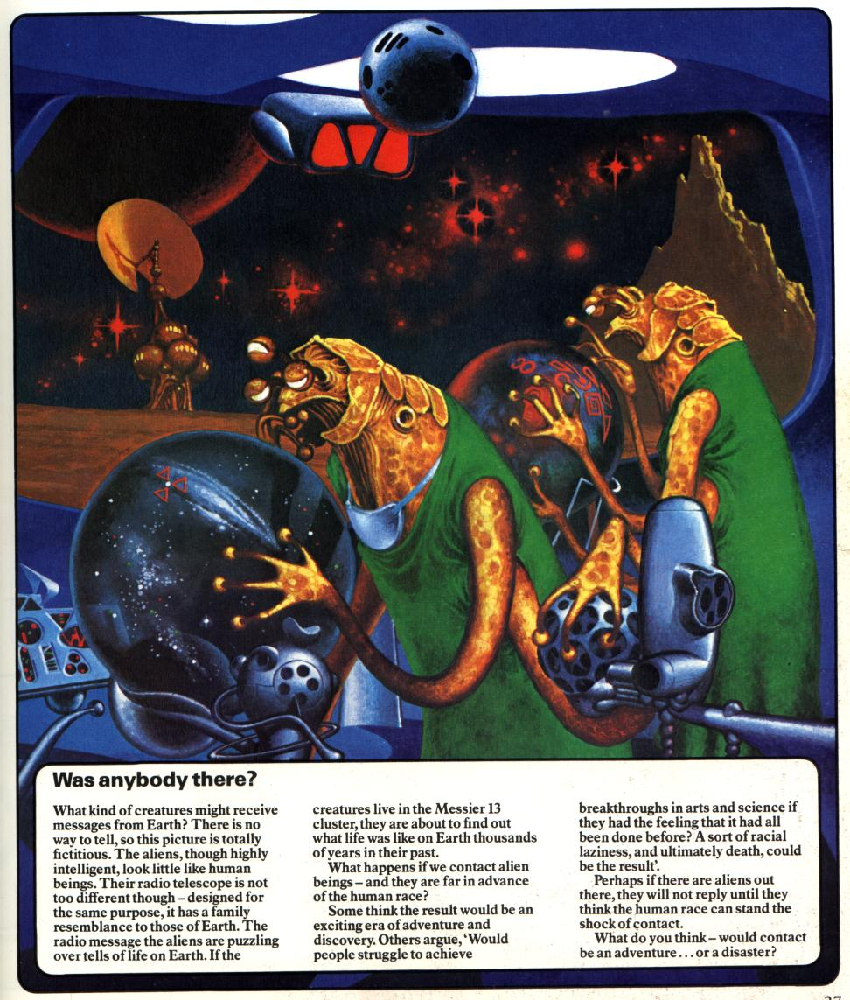 Was anybody there?
What kind of creatures might receive
messages from Earth? There is no
way to tell, so this picture is totally
fictitious. The aliens, though highly
intelligent, look little like human
beings. Their radio telescope is not
too different though – designed for
the same purpose, it has a family
resemblance to those of Earth. The
radio message the aliens are puzzling
over tells of life on Earth. If the
creatures live in the Messier 13
cluster, they are about to find out
what life was like on Earth thousands
of years in their past.
What happens if we contact alien
beings – and they are far in advance
of the human race?
Some think the result would be an
exciting era of adventure and
discovery. Others argue, ‘Would
people struggle to achieve
breakthroughs in arts and science if
they had the feeling that it had all
been done before? A sort of racial
laziness, and ultimately death, could
be the result’.
Perhaps if there are aliens out
there, they will not reply until they
think the human race can stand the
shock of contact.
What do you think – would contact
be an adventure . . . or a disaster?